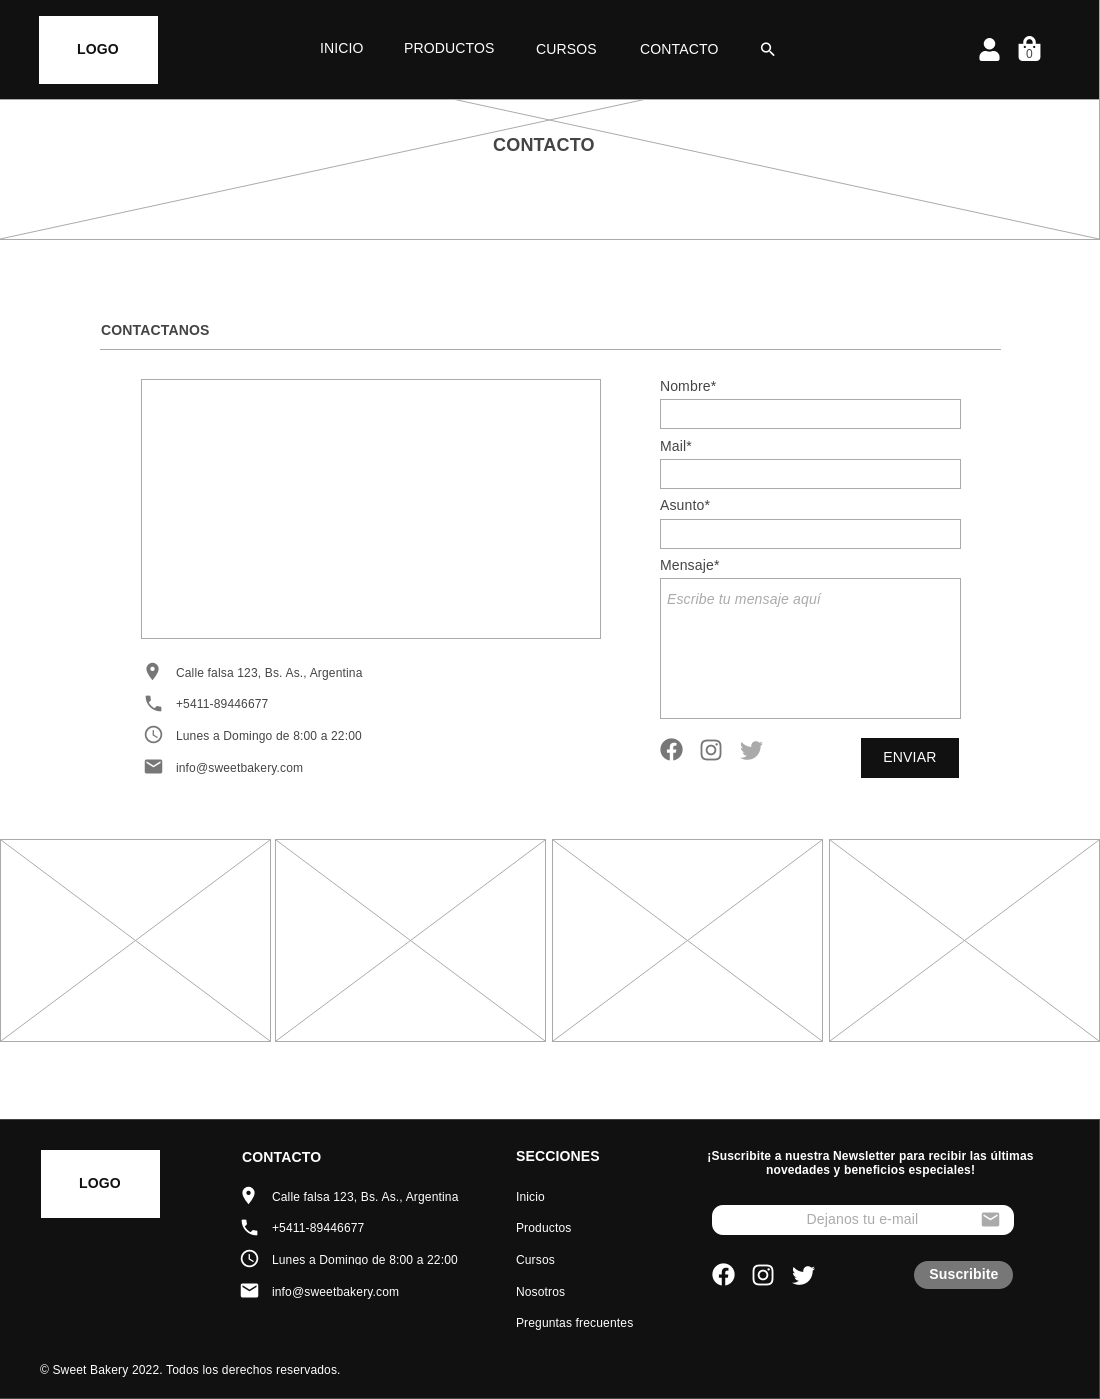 LOGO
INICIO
PRODUCTOS
CURSOS
CONTACTO
0
CONTACTO
CONTACTANOS
Nombre*
Mail*
Asunto*
Mensaje*
Escribe tu mensaje aquí
Calle falsa 123, Bs. As., Argentina
+5411-89446677
Lunes a Domingo de 8:00 a 22:00
info@sweetbakery.com
ENVIAR
LOGO
CONTACTO
Calle falsa 123, Bs. As., Argentina
+5411-89446677
Lunes a Domingo de 8:00 a 22:00
info@sweetbakery.com
SECCIONES
Inicio
Productos
Cursos
Nosotros
Preguntas frecuentes
¡Suscribite a nuestra Newsletter para recibir las últimas
novedades y beneficios especiales!
Dejanos tu e-mail
Suscribite
© Sweet Bakery 2022. Todos los derechos reservados.